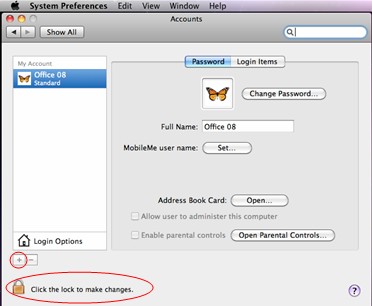 System Preferences Edit View Window Help
Accounts
Show All
My Account
Office 08
Standard
Password Login Items
Change Password...
Full Name: Office 08
MobileMe user name: Set...
Address Book Card: Open...
Allow user to administer this computer
Enable parental controls Open Parental Controls...
Login Options
+ −
Click the lock to make changes.
?